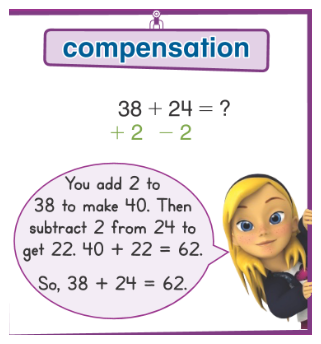 compensation
38 + 24 = ?
+ 2 − 2
You add 2 to
38 to make 40. Then
subtract 2 from 24 to
get 22. 40 + 22 = 62.
So, 38 + 24 = 62.